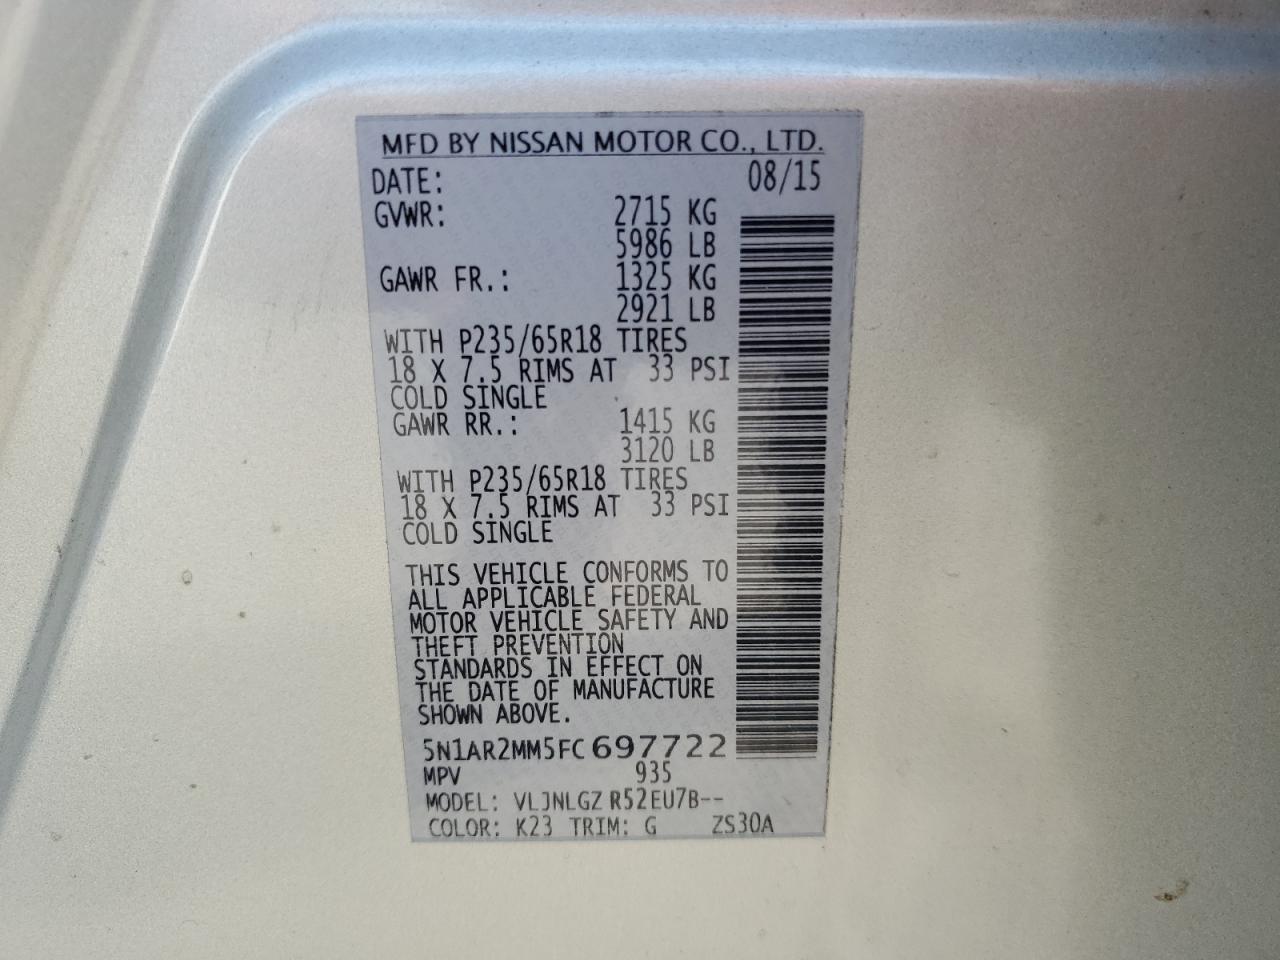 MFD BY NISSAN MOTOR CO., LTD.
DATE: 08/15
GVWR: 2715 KG
5986 LB
GAWR FR.: 1325 KG
2921 LB
WITH P235/65R18 TIRES
18 X 7.5 RIMS AT 33 PSI
COLD SINGLE
GAWR RR.: 1415 KG
3120 LB
WITH P235/65R18 TIRES
18 X 7.5 RIMS AT 33 PSI
COLD SINGLE
THIS VEHICLE CONFORMS TO
ALL APPLICABLE FEDERAL
MOTOR VEHICLE SAFETY AND
THEFT PREVENTION
STANDARDS IN EFFECT ON
THE DATE OF MANUFACTURE
SHOWN ABOVE.
5N1AR2MM5FC697722
MPV 935
MODEL: VLJNLGZ R52EU7B--
COLOR: K23 TRIM: G ZS30A